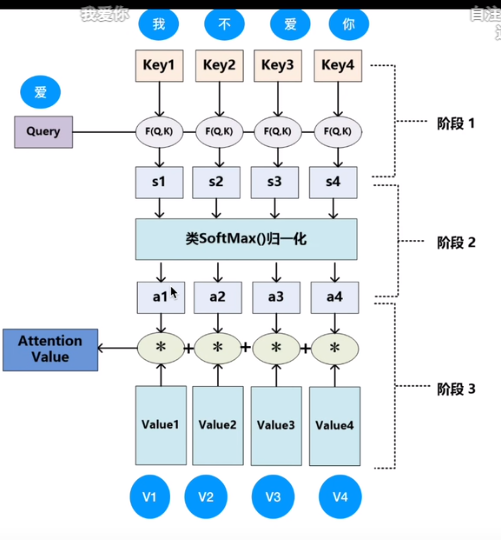 我爱你
自注
我 不 爱 你
Key1 Key2 Key3 Key4
爱
Query
F(Q,K) F(Q,K) F(Q,K) F(Q,K)
阶段 1
s1 s2 s3 s4
类SoftMax()归一化
阶段 2
a1 a2 a3 a4
Attention
Value
* + * + * + *
阶段 3
Value1 Value2 Value3 Value4
V1 V2 V3 V4